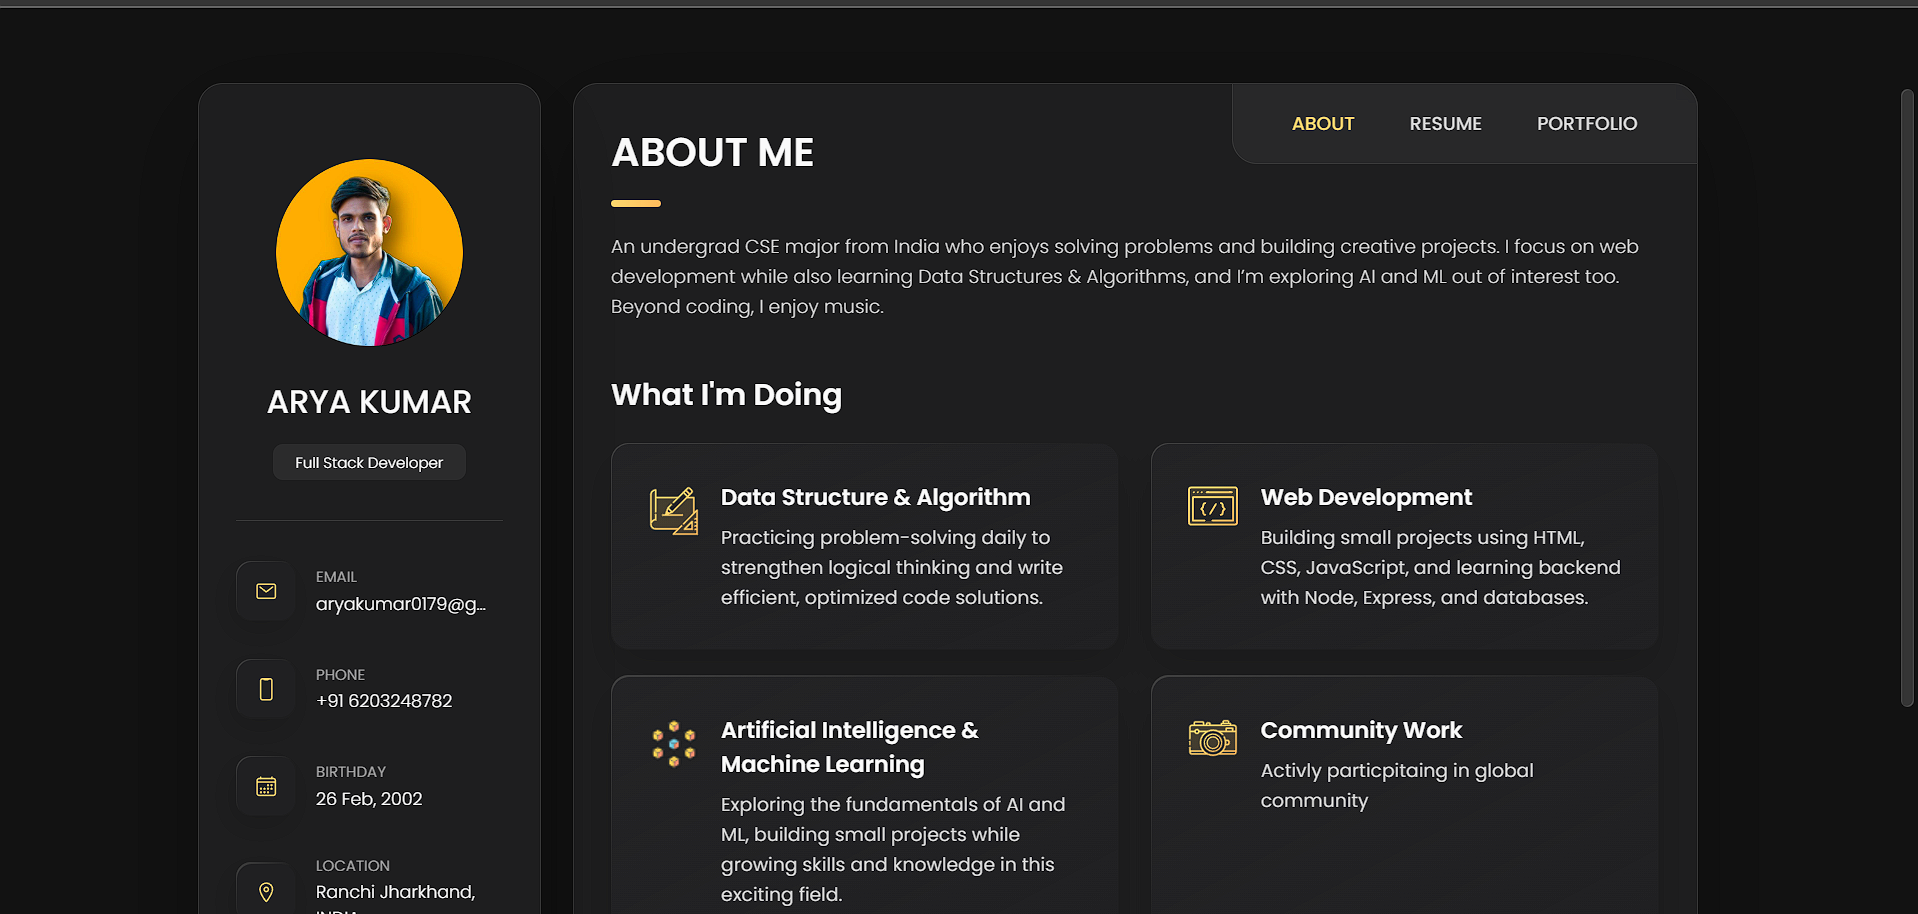 ARYA KUMAR
Full Stack Developer
EMAIL
aryakumar0179@g...
PHONE
+91 6203248782
BIRTHDAY
26 Feb, 2002
LOCATION
Ranchi Jharkhand,
INDIA
ABOUT RESUME PORTFOLIO
ABOUT ME
An undergrad CSE major from India who enjoys solving problems and building creative projects. I focus on web
development while also learning Data Structures & Algorithms, and I’m exploring AI and ML out of interest too.
Beyond coding, I enjoy music.
What I'm Doing
Data Structure & Algorithm
Practicing problem-solving daily to
strengthen logical thinking and write
efficient, optimized code solutions.
Web Development
Building small projects using HTML,
CSS, JavaScript, and learning backend
with Node, Express, and databases.
Artificial Intelligence &
Machine Learning
Exploring the fundamentals of AI and
ML, building small projects while
growing skills and knowledge in this
exciting field.
Community Work
Activly particpitaing in global
community